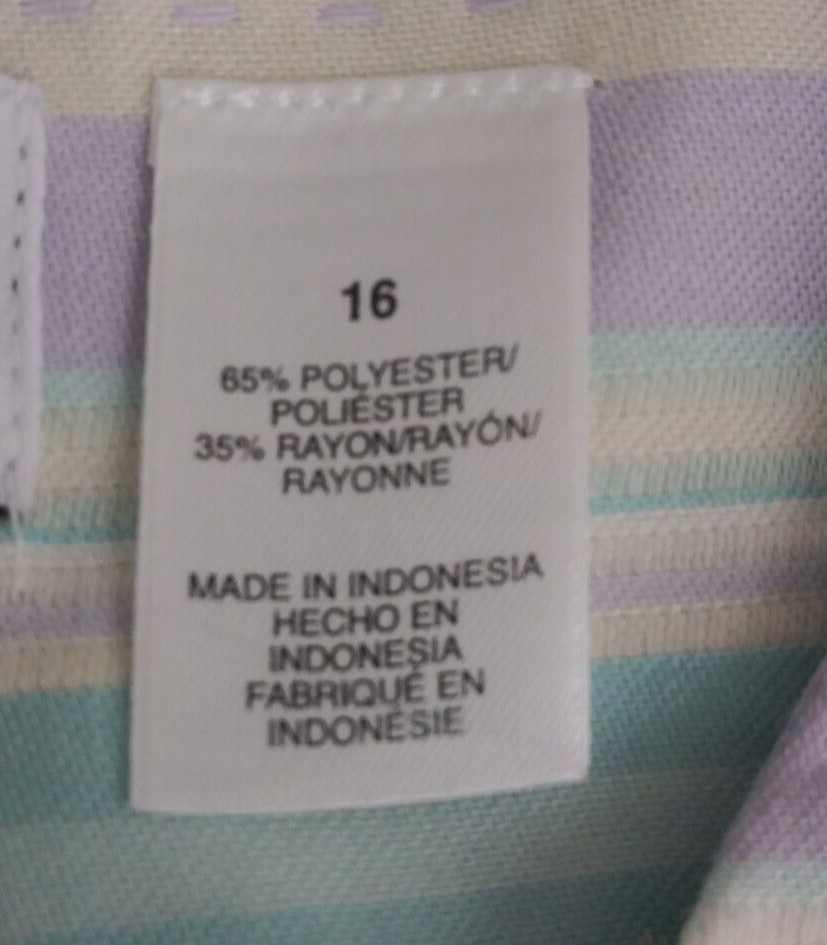 16
65% POLYESTER/
POLIÉSTER
35% RAYON/RAYÓN/
RAYONNE
MADE IN INDONESIA
HECHO EN
INDONESIA
FABRIQUÉ EN
INDONÉSIE